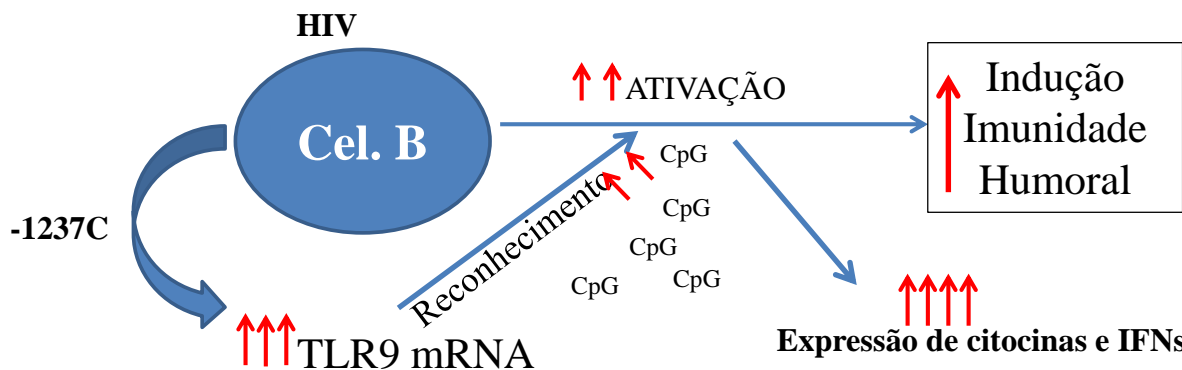 HIV
Cel. B
ATIVAÇÃO
Indução
Imunidade
Humoral
-1237C
Reconhecimento
CpG
CpG
CpG
CpG
CpG
TLR9 mRNA
Expressão de citocinas e IFNs